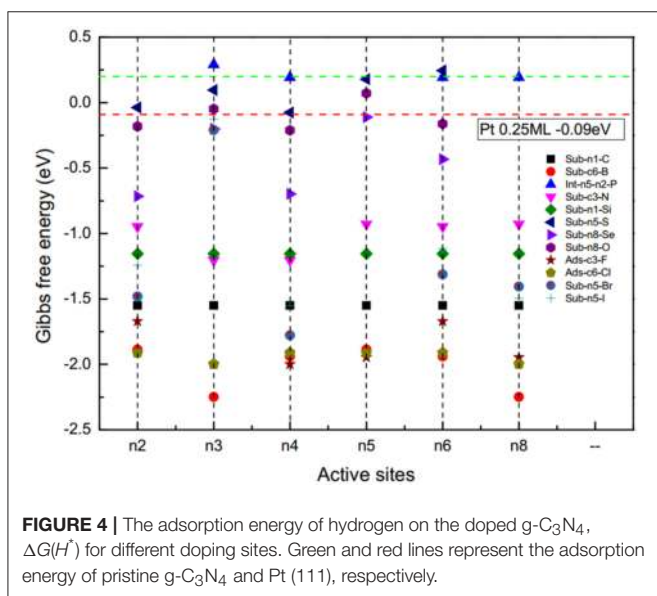 0.5
0.0
-0.5
-1.0
-1.5
-2.0
-2.5
Gibbs free energy (eV)
Pt 0.25ML -0.09eV
Sub-n1-C
Sub-c6-B
Int-n5-n2-P
Sub-c3-N
Sub-n1-Si
Sub-n5-S
Sub-n8-Se
Sub-n8-O
Ads-c3-F
Ads-c6-Cl
Sub-n5-Br
Sub-n5-I
n2 n3 n4 n5 n6 n8 --
Active sites
FIGURE 4 | The adsorption energy of hydrogen on the doped g-C₃N₄,
ΔG(H*) for different doping sites. Green and red lines represent the adsorption
energy of pristine g-C₃N₄ and Pt (111), respectively.